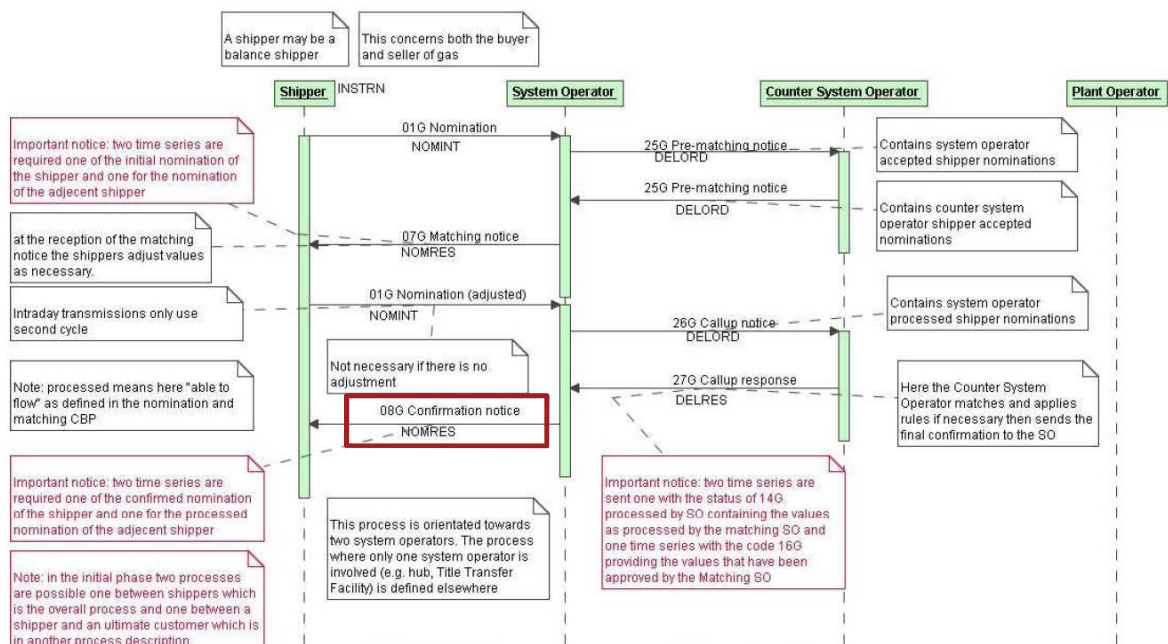 A shipper may be a
balance shipper
This concerns both the buyer
and seller of gas
Shipper
INSTRN
System Operator
Counter System Operator
Plant Operator
Important notice: two time series are
required one of the initial nomination of
the shipper and one for the nomination
of the adjecent shipper
01G Nomination
NOMINT
25G Pre-matching notice
DELORD
Contains system operator
accepted shipper nominations
25G Pre-matching notice
DELORD
Contains counter system
operator shipper accepted
nominations
at the reception of the matching
notice the shippers adjust values
as necessary.
07G Matching notice
NOMRES
Intraday transmissions only use
second cycle
01G Nomination (adjusted)
NOMINT
Contains system operator
processed shipper nominations
26G Callup notice
DELORD
Not necessary if there is no
adjustment
Note: processed means here "able to
flow" as defined in the nomination and
matching CBP
27G Callup response
DELRES
Here the Counter System
Operator matches and applies
rules if necessary then sends the
final confirmation to the SO
08G Confirmation notice
NOMRES
Important notice: two time series are
required one of the confirmed nomination
of the shipper and one for the processed
nomination of the adjecent shipper
Important notice: two time series are
sent one with the status of 14G
processed by SO containing the values
as processed by the matching SO and
one time series with the code 16G
providing the values that have been
approved by the Matching SO
This process is orientated towards
two system operators. The process
where only one system operator is
involved (e.g. hub, Title Transfer
Facility) is defined elsewhere
Note: in the initial phase two processes
are possible one between shippers which
is the overall process and one between a
shipper and an ultimate customer which is
in another process description